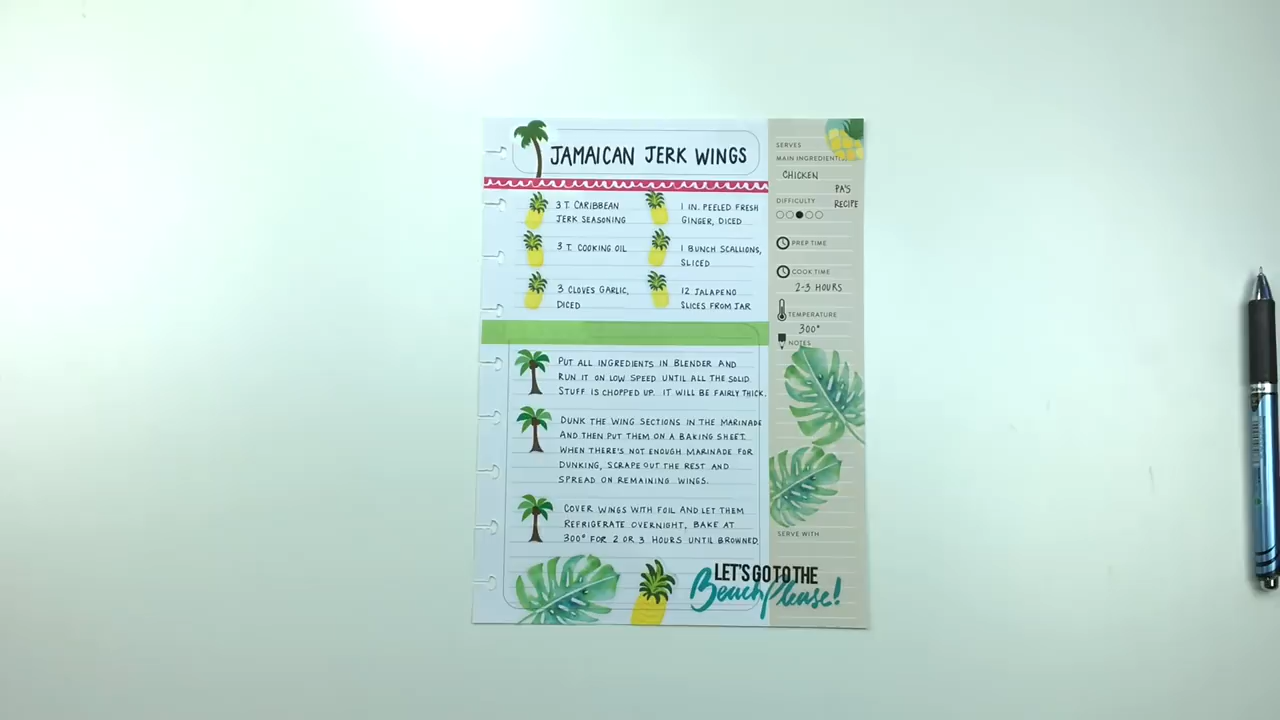 JAMAICAN JERK WINGS
3 T. CARIBBEAN
JERK SEASONING
3 T. COOKING OIL
3 CLOVES GARLIC,
DICED
1 IN. PEELED FRESH
GINGER, DICED
1 BUNCH SCALLIONS,
SLICED
12 JALAPENO
SLICES FROM JAR
PUT ALL INGREDIENTS IN BLENDER AND
RUN IT ON LOW SPEED UNTIL ALL THE SOLID
STUFF IS CHOPPED UP. IT WILL BE FAIRLY THICK.
DUNK THE WING SECTIONS IN THE MARINADE
AND THEN PUT THEM ON A BAKING SHEET.
WHEN THERE'S NOT ENOUGH MARINADE FOR
DUNKING, SCRAPE OUT THE REST AND
SPREAD ON REMAINING WINGS.
COVER WINGS WITH FOIL AND LET THEM
REFRIGERATE OVERNIGHT, BAKE AT
300° FOR 2 OR 3 HOURS UNTIL BROWNED.
LET'S GO TO THE
Beach Please!
SERVES
MAIN INGREDIENTS
CHICKEN
PA'S
RECIPE
DIFFICULTY
PREP TIME
COOK TIME
2-3 HOURS
TEMPERATURE
300°
NOTES
SERVE WITH